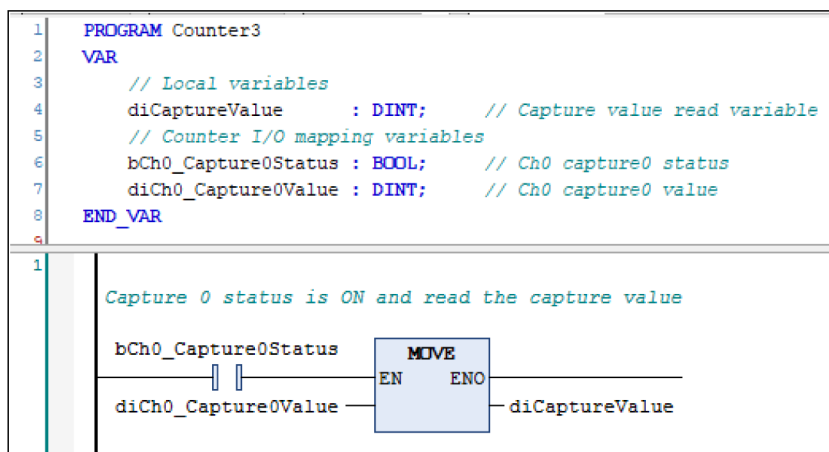 1 PROGRAM Counter3
2 VAR
3 // Local variables
4 diCaptureValue : DINT; // Capture value read variable
5 // Counter I/O mapping variables
6 bCh0_Capture0Status : BOOL; // Ch0 capture0 status
7 diCh0_Capture0Value : DINT; // Ch0 capture0 value
8 END_VAR
9
1
Capture 0 status is ON and read the capture value
bCh0_Capture0Status MOVE
EN ENO
diCh0_Capture0Value diCaptureValue